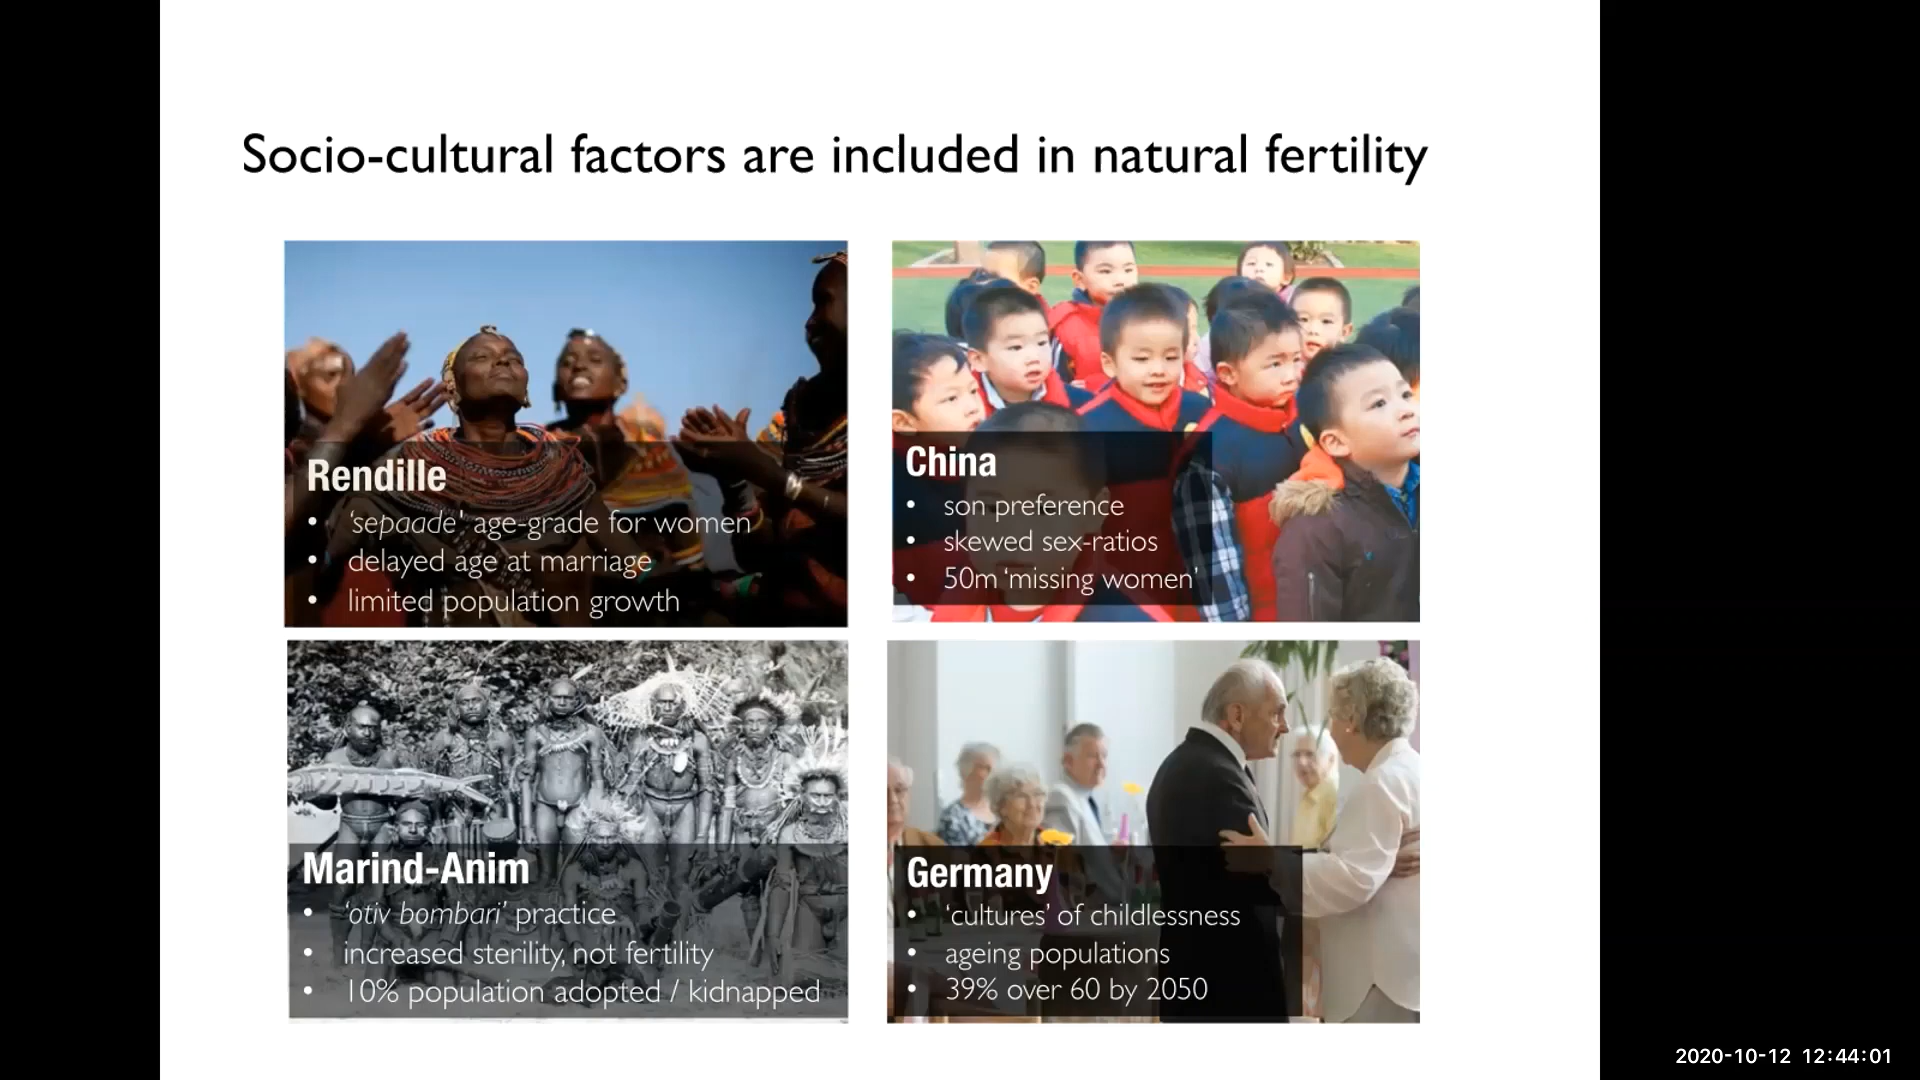 Socio-cultural factors are included in natural fertility
Rendille
• ‘sepaade’ age-grade for women
• delayed age at marriage
• limited population growth
China
• son preference
• skewed sex-ratios
• 50m ‘missing women’
Marind-Anim
• ‘otiv bombari’ practice
• increased sterility, not fertility
• 10% population adopted / kidnapped
Germany
• ‘cultures’ of childlessness
• ageing populations
• 39% over 60 by 2050
2020-10-12 12:44:01